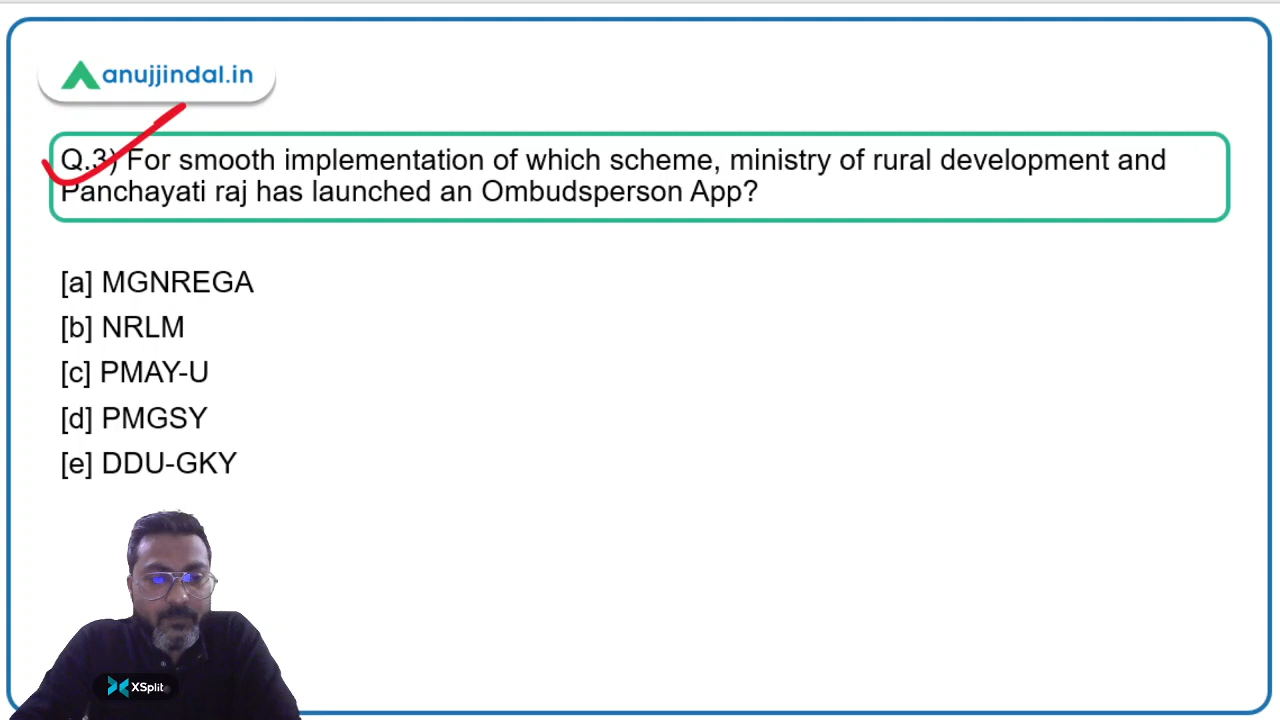 anujjindal.in
Q.3) For smooth implementation of which scheme, ministry of rural development and
Panchayati raj has launched an Ombudsperson App?
[a] MGNREGA
[b] NRLM
[c] PMAY-U
[d] PMGSY
[e] DDU-GKY
XSplit